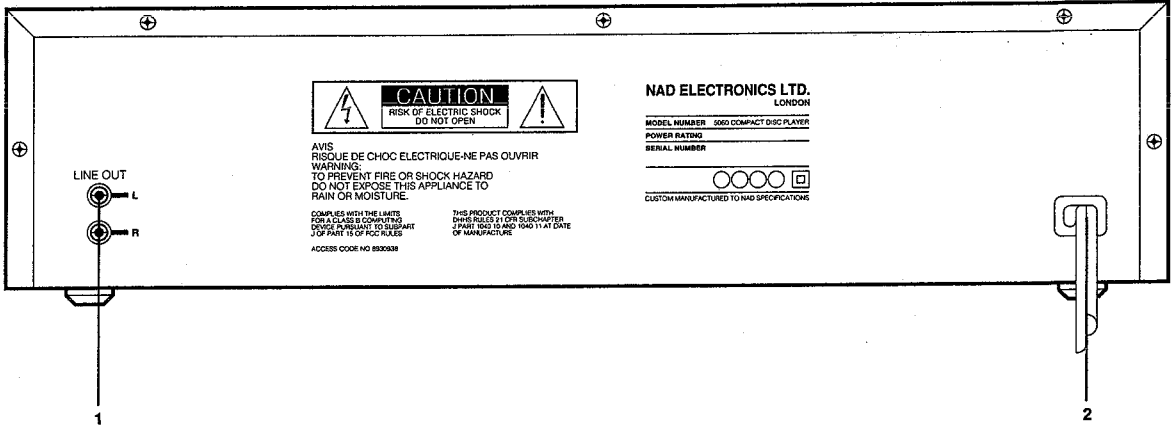 CAUTION
RISK OF ELECTRIC SHOCK
DO NOT OPEN
AVIS
RISQUE DE CHOC ELECTRIQUE-NE PAS OUVRIR
WARNING:
TO PREVENT FIRE OR SHOCK HAZARD
DO NOT EXPOSE THIS APPLIANCE TO
RAIN OR MOISTURE.
COMPLIES WITH THE LIMITS
FOR A CLASS B COMPUTING
DEVICE PURSUANT TO SUBPART
J OF PART 15 OF FCC RULES
ACCESS CODE NO 8930938
THIS PRODUCT COMPLIES WITH
DHHS RULES 21 CFR SUBCHAPTER
J PART 1040 10 AND 1040 11 AT DATE
OF MANUFACTURE
NAD ELECTRONICS LTD.
LONDON
MODEL NUMBER 5060 COMPACT DISC PLAYER
POWER RATING
SERIAL NUMBER
CUSTOM MANUFACTURED TO NAD SPECIFICATIONS
LINE OUT
L
R
1
2